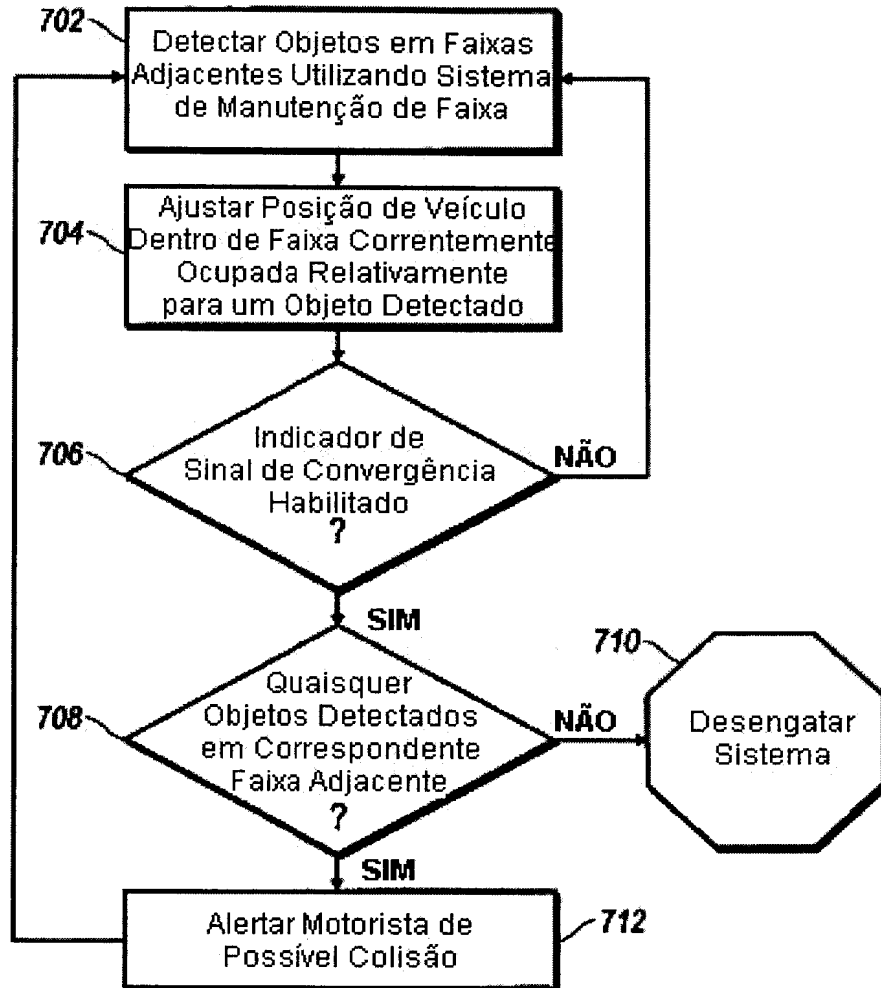 702
Detectar Objetos em Faixas
Adjacentes Utilizando Sistema
de Manutenção de Faixa
704
Ajustar Posição de Veículo
Dentro de Faixa Correntemente
Ocupada Relativamente
para um Objeto Detectado
706
Indicador de
Sinal de Convergência
Habilitado
?
NÃO
SIM
708
Quaisquer
Objetos Detectados
em Correspondente
Faixa Adjacente
?
NÃO
710
Desengatar
Sistema
SIM
Alertar Motorista de
Possível Colisão
712